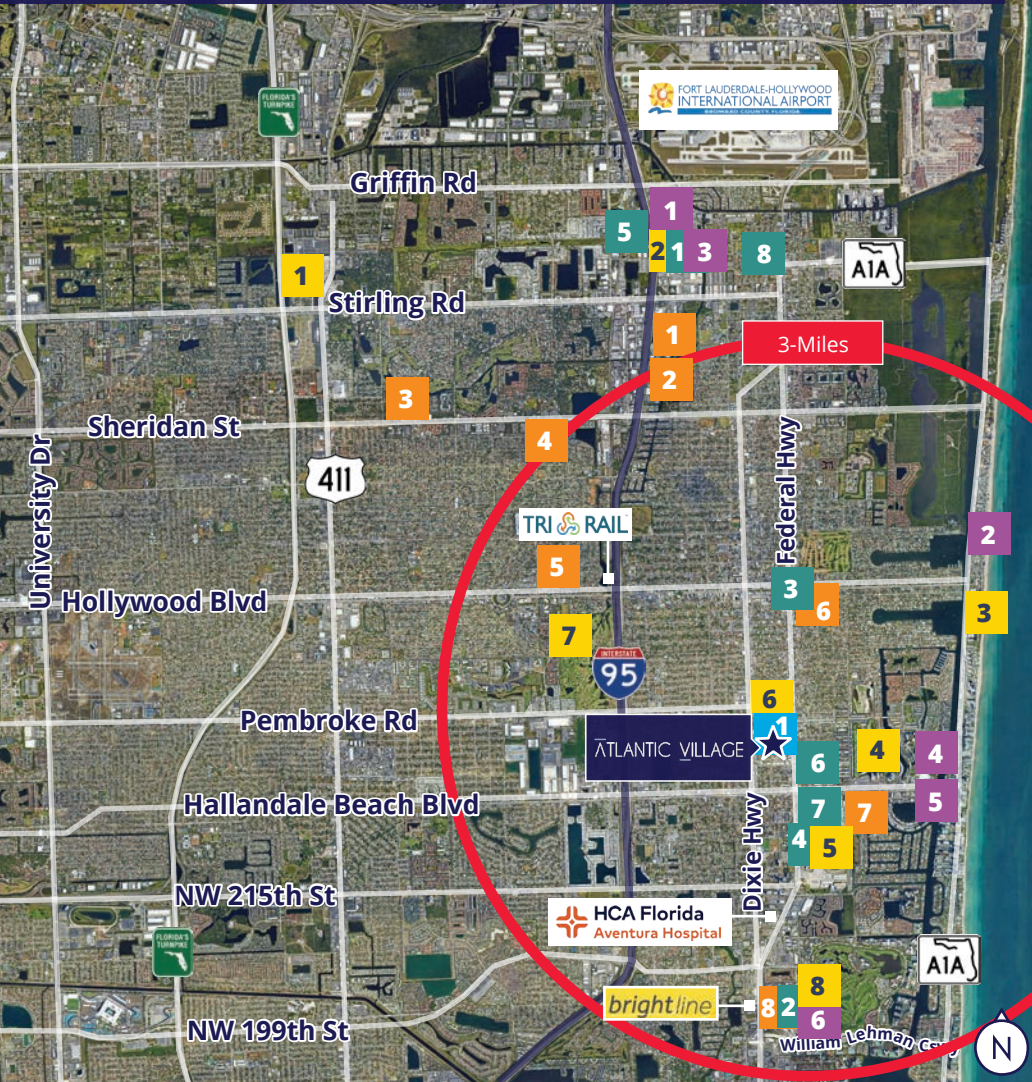 FORT LAUDERDALE-HOLLYWOOD
INTERNATIONAL AIRPORT
BROWARD COUNTY, FLORIDA
FLORIDA'S
TURNPIKE
Griffin Rd
1
5
2
1
3
8
A1A
1
Stirling Rd
1
3-Miles
2
3
Sheridan St
4
University Dr
411
Federal Hwy
TRI RAIL
2
5
3
6
3
Hollywood Blvd
7
INTERSTATE
95
6
Pembroke Rd
1
ATLANTIC VILLAGE
6
4
4
Hallandale Beach Blvd
7
7
5
Dixie Hwy
4
5
NW 215th St
HCA Florida
Aventura Hospital
FLORIDA'S
TURNPIKE
A1A
brightline
8
2
8
6
NW 199th St
William Lehman Cswy
N